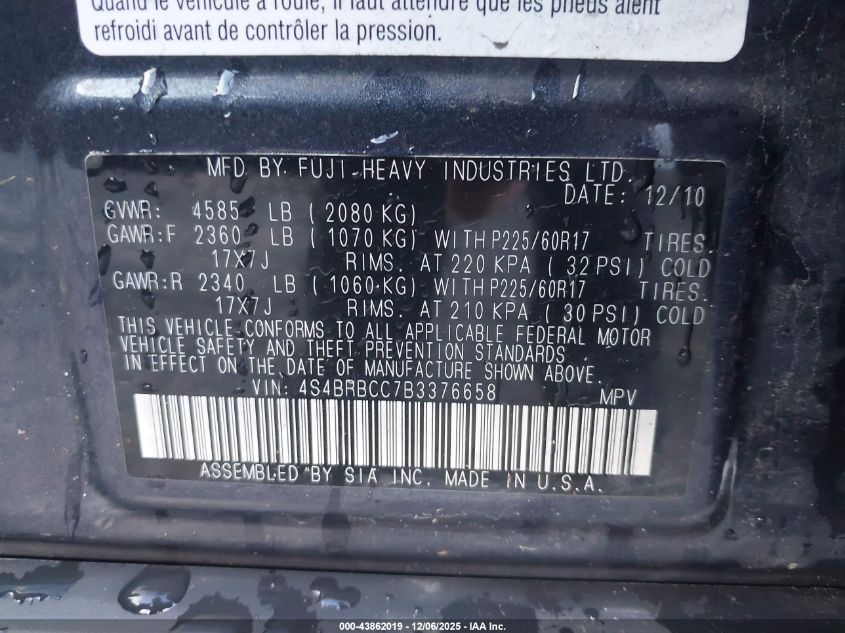 Quand le véhicule a roulé, il faut attendre que les pneus aient
refroidi avant de contrôler la pression.
MFD BY. FUJI-HEAVY INDUSTRIES LTD.
DATE: 12/10
GVWR: 4585 LB ( 2080 KG)
GAWR:F 2360 LB ( 1070 KG) WITH P225/60R17 TIRES.
17X7J RIMS. AT 220 KPA ( 32 PSI) COLD
GAWR:R 2340 LB ( 1060-KG) WITH P225/60R17 TIRES.
17X7J RIMS. AT 210 KPA ( 30 PSI) COLD
THIS VEHICLE CONFORMS TO ALL APPLICABLE FEDERAL MOTOR
VEHICLE SAFETY AND THEFT PREVENTION STANDARDS
IN EFFECT ON THE DATE OF MANUFACTURE SHOWN ABOVE.
VIN: 4S4BRBCC7B3376658 MPV
ASSEMBLED BY SIA INC. MADE IN U.S.A.
000-43862019 - 12/06/2025 - IAA Inc.